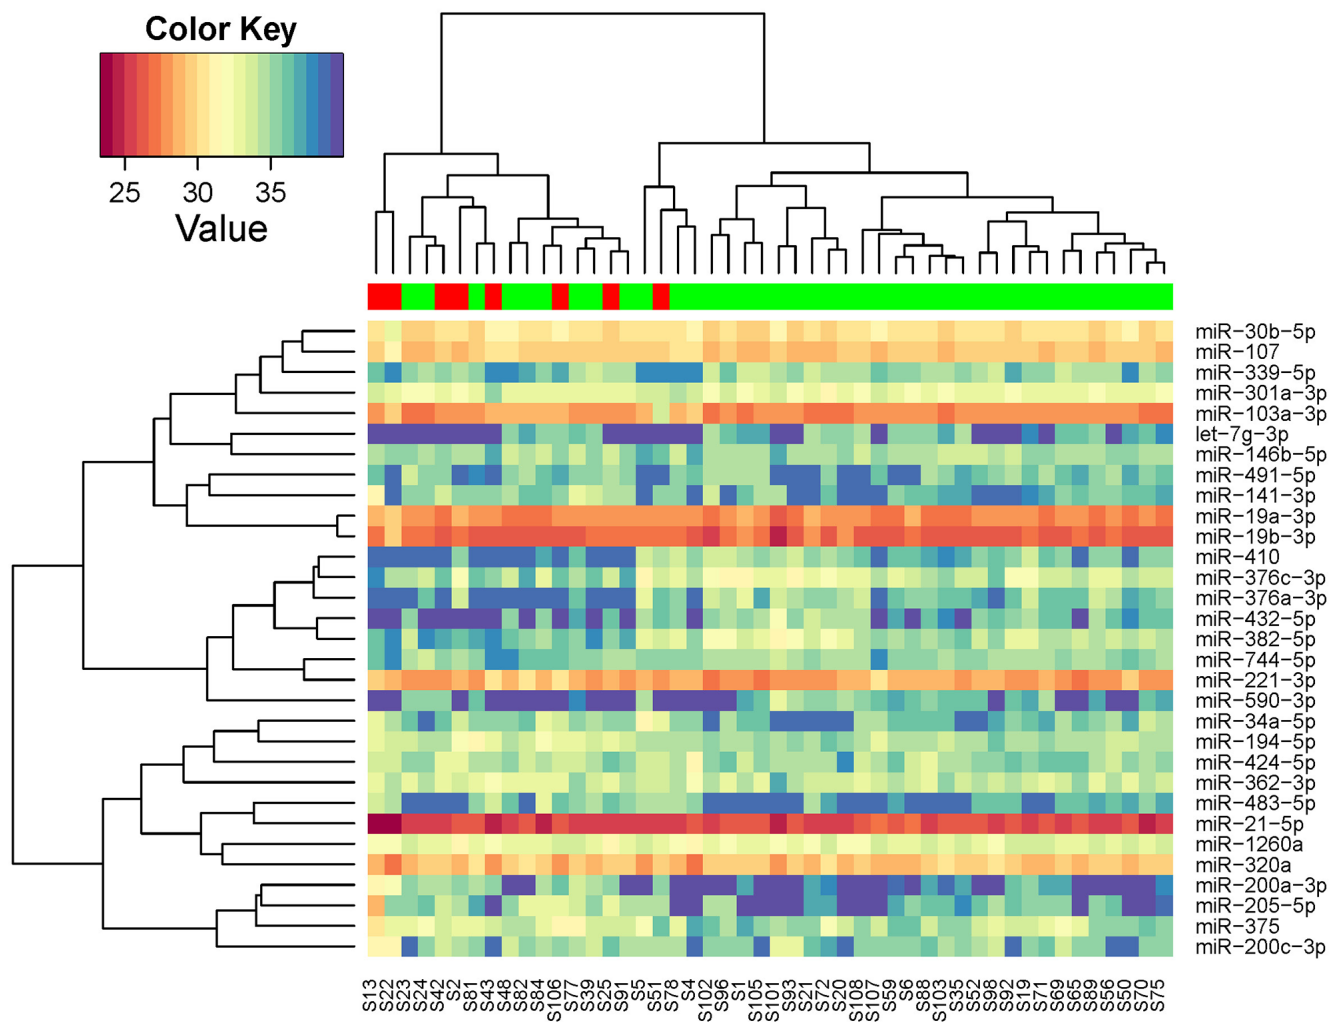 Color Key
25 30 35
Value
miR-30b-5p
miR-107
miR-339-5p
miR-301a-3p
miR-103a-3p
let-7g-3p
miR-146b-5p
miR-491-5p
miR-141-3p
miR-19a-3p
miR-19b-3p
miR-410
miR-376c-3p
miR-376a-3p
miR-432-5p
miR-382-5p
miR-744-5p
miR-221-3p
miR-590-3p
miR-34a-5p
miR-194-5p
miR-424-5p
miR-362-3p
miR-483-5p
miR-21-5p
miR-1260a
miR-320a
miR-200a-3p
miR-205-5p
miR-375
miR-200c-3p
S13
S22
S23
S24
S42
S2
S81
S43
S48
S82
S84
S106
S77
S39
S25
S91
S5
S51
S78
S4
S102
S96
S1
S105
S101
S93
S21
S72
S20
S108
S107
S59
S6
S88
S103
S35
S52
S98
S92
S19
S71
S69
S65
S89
S56
S50
S70
S75